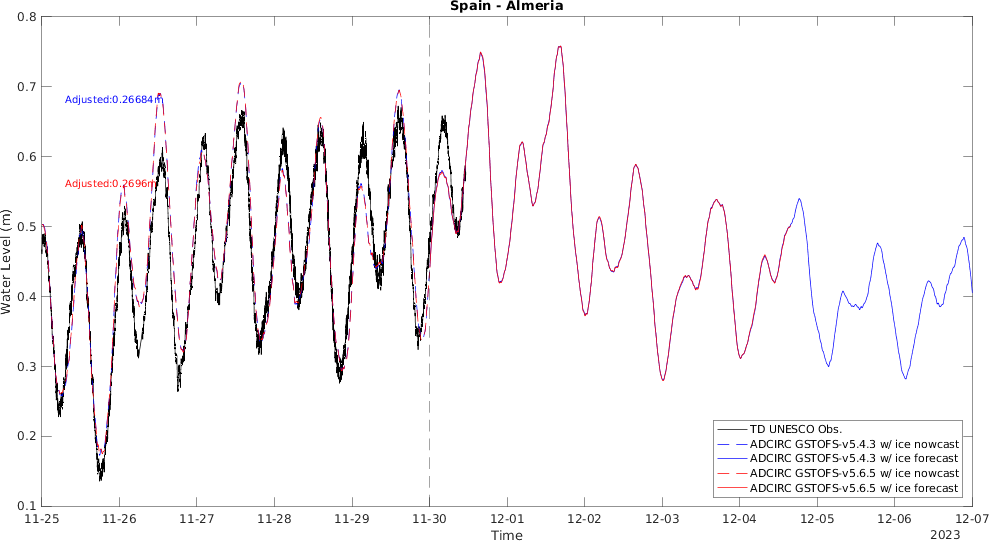 Spain - Almeria
Water Level (m)
0.8
0.7
0.6
0.5
0.4
0.3
0.2
0.1
Adjusted:0.26684m
Adjusted:0.2696m
TD UNESCO Obs.
ADCIRC GSTOFS-v5.4.3 w/ ice nowcast
ADCIRC GSTOFS-v5.4.3 w/ ice forecast
ADCIRC GSTOFS-v5.6.5 w/ ice nowcast
ADCIRC GSTOFS-v5.6.5 w/ ice forecast
11-25 11-26 11-27 11-28 11-29 11-30 12-01 12-02 12-03 12-04 12-05 12-06 12-07
Time
2023